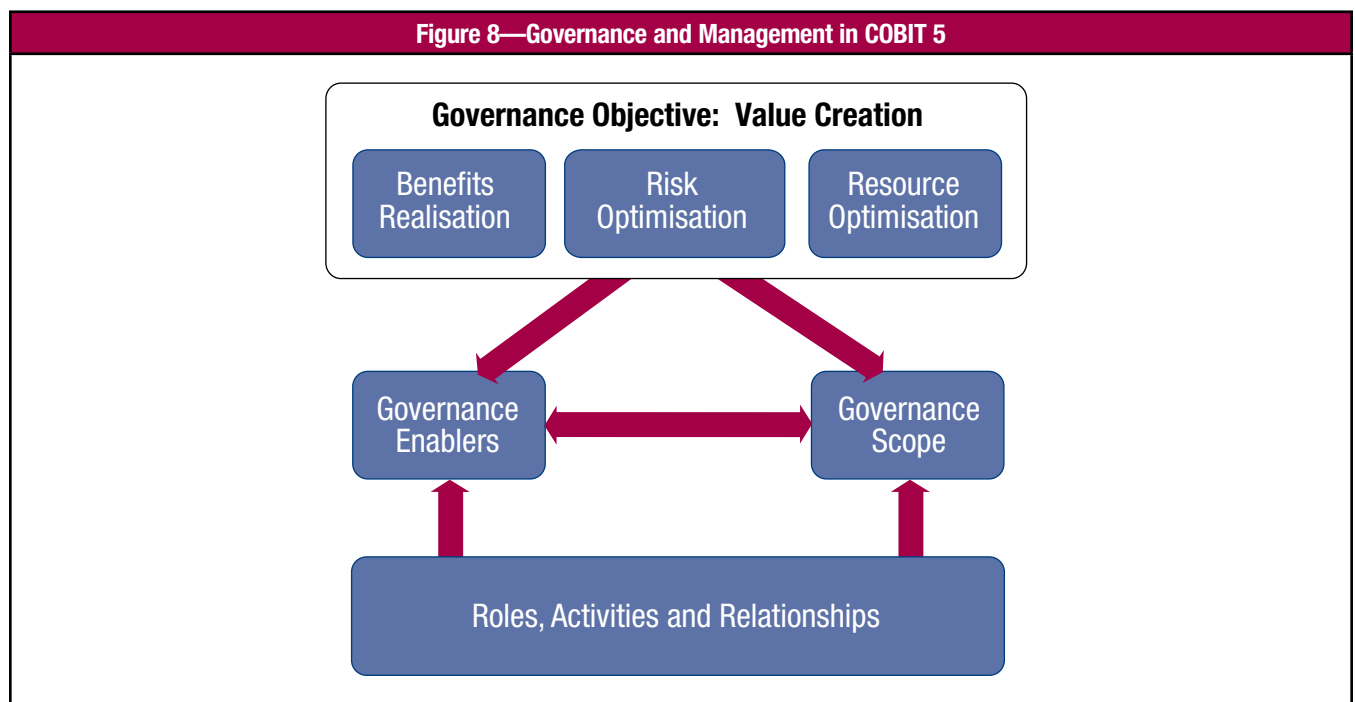 Figure 8—Governance and Management in COBIT 5
Governance Objective: Value Creation
Benefits
Realisation
Risk
Optimisation
Resource
Optimisation
Governance
Enablers
Governance
Scope
Roles, Activities and Relationships